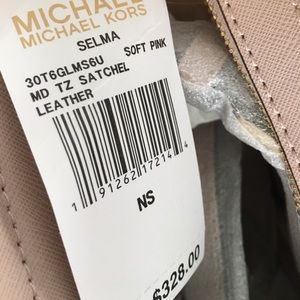 MICHAEL
MICHAEL KORS
SELMA
30T6GLMS6U SOFT PINK
MD TZ SATCHEL
LEATHER
1 91262 17214 4
NS
$328.00